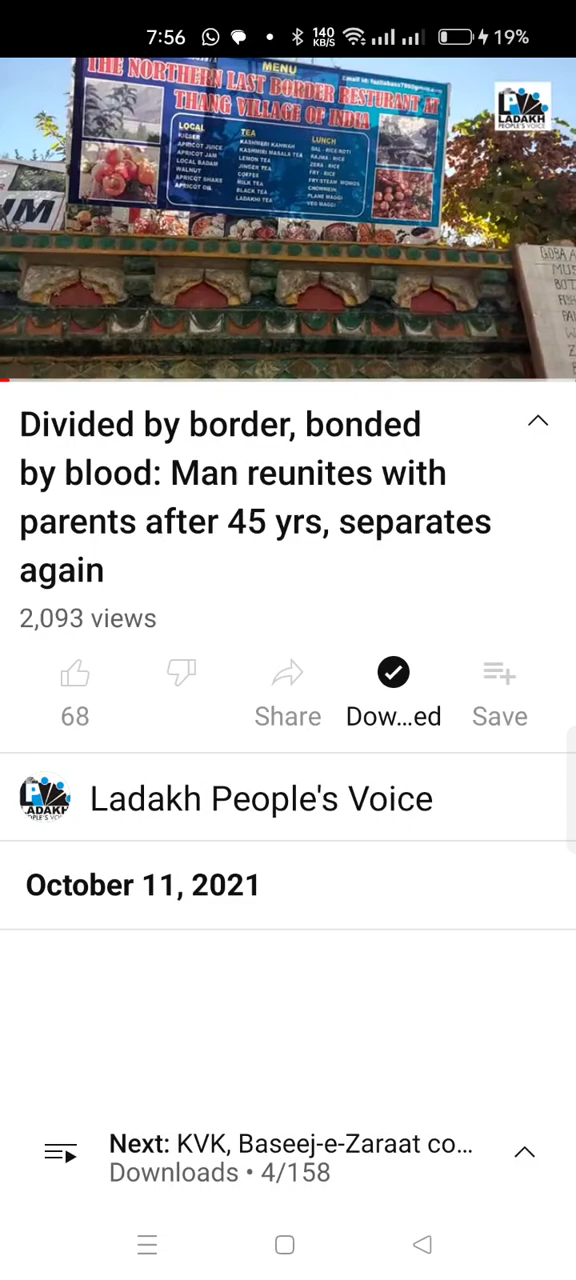 7:56
140
KB/S
19%
MENU
THE NORTHERN LAST BORDER RESTURANT AT
THANG VILLAGE OF INDIA
LADAKH
PEOPLE'S VOICE
LOCAL
KISEER
APRICOT JUICE
APRICOT JAM
LOCAL BADAM
WALNUT
APRICOT SHAKE
APRICOT OIL
TEA
KASHMIRI KAHWAH
KASHMIRI MASALA TEA
LEMON TEA
JINGER TEA
COFFEE
MILK TEA
BLACK TEA
LADAKHI TEA
LUNCH
DAL - RICE ROTI
RAJMA - RICE
ZERA - RICE
FRY - RICE
FRY STEAM MOMOS
CHOWMEIN
PLANE MAGGI
VEG MAGGI
Divided by border, bonded
by blood: Man reunites with
parents after 45 yrs, separates
again
2,093 views
68
Share
Dow...ed
Save
Ladakh People's Voice
October 11, 2021
Next: KVK, Baseej-e-Zaraat co...
Downloads • 4/158